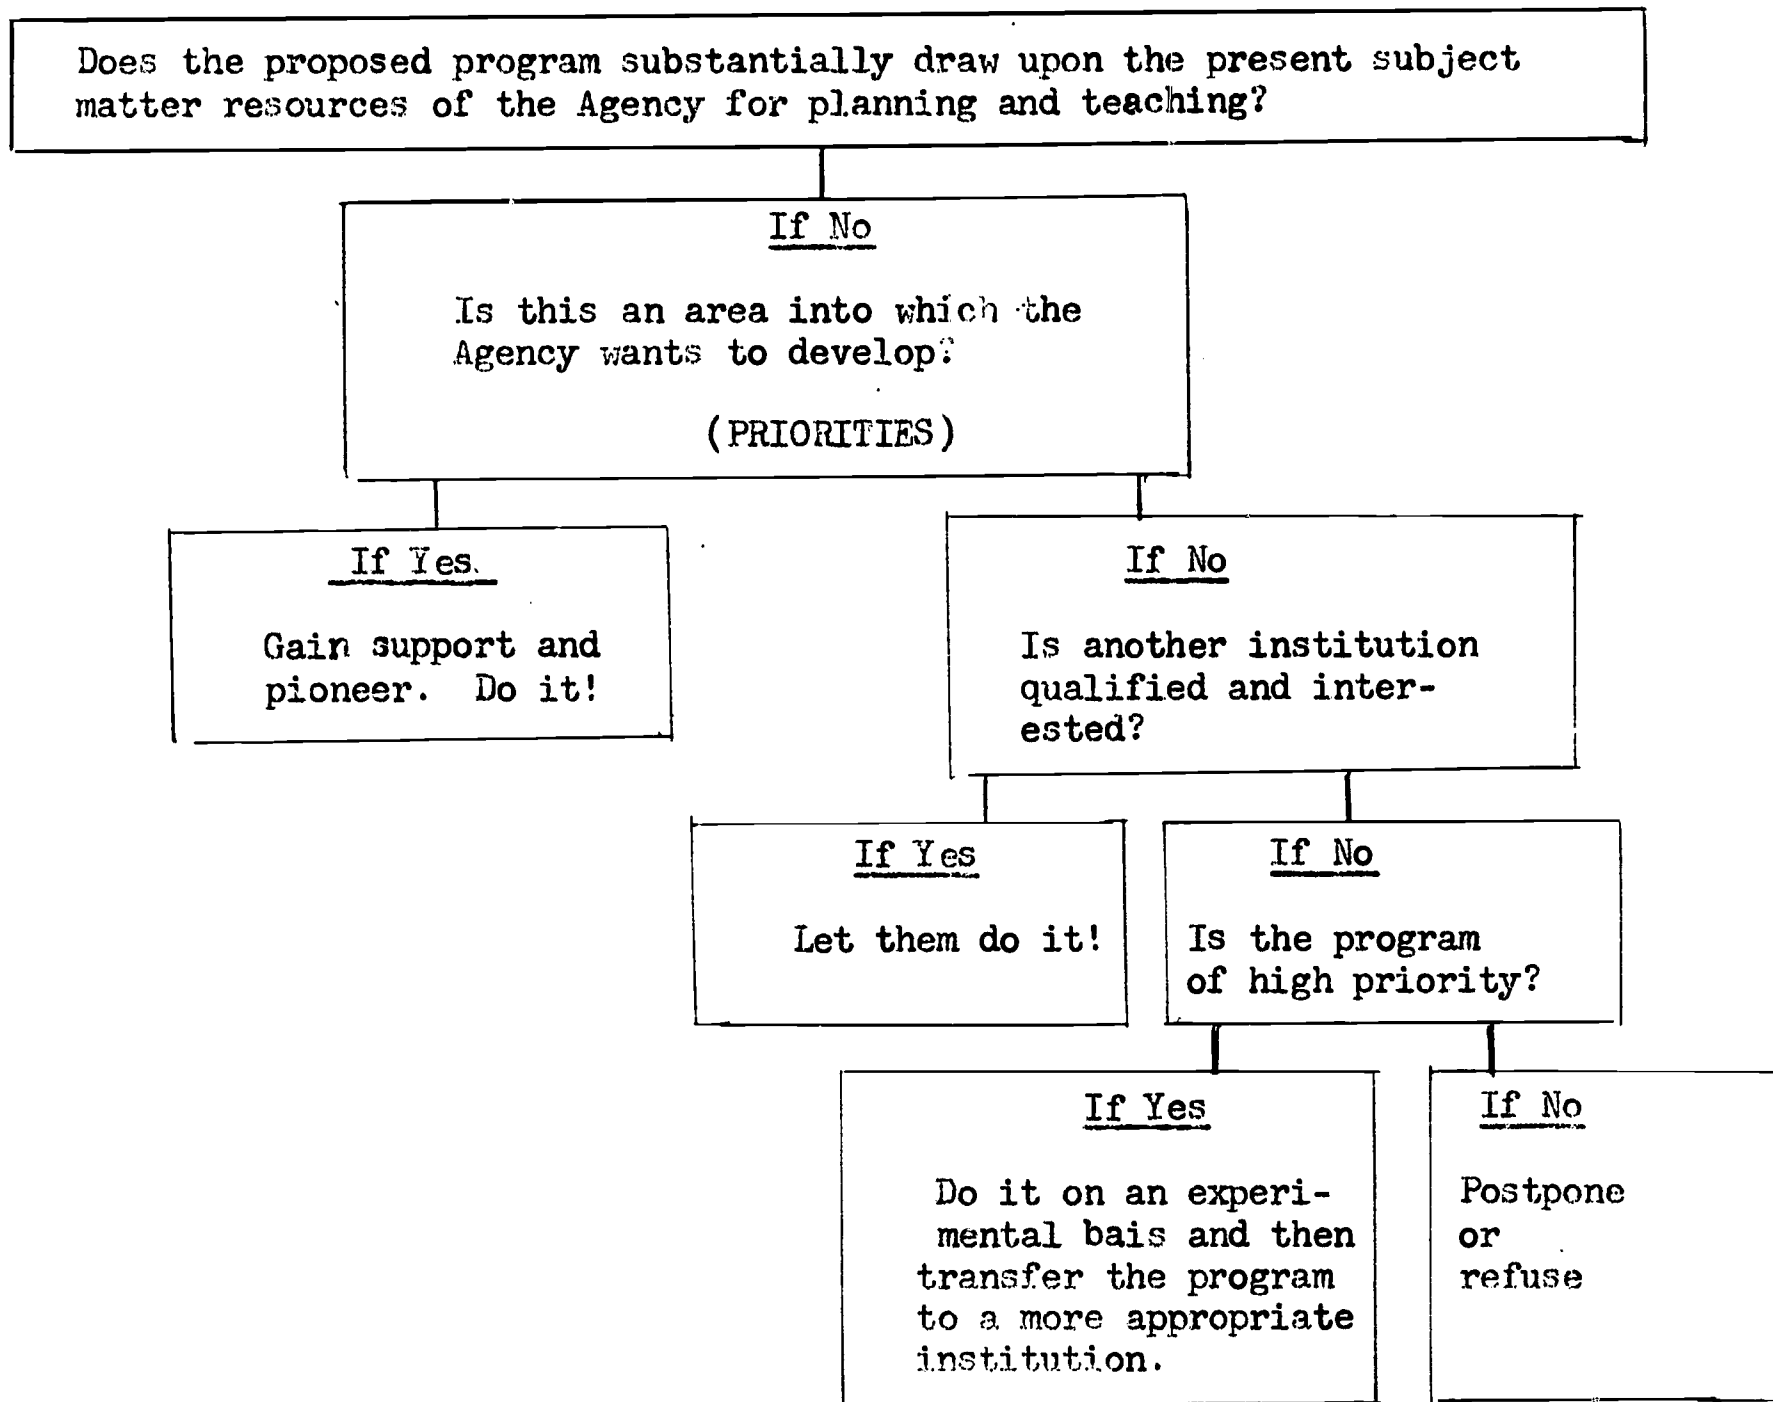 Does the proposed program substantially draw upon the present subject
matter resources of the Agency for planning and teaching?
If No
Is this an area into which the
Agency wants to develop?
(PRIORITIES)
If Yes
Gain support and
pioneer. Do it!
If No
Is another institution
qualified and inter-
ested?
If Yes
Let them do it!
If No
Is the program
of high priority?
If Yes
Do it on an experi-
mental bais and then
transfer the program
to a more appropriate
institution.
If No
Postpone
or
refuse